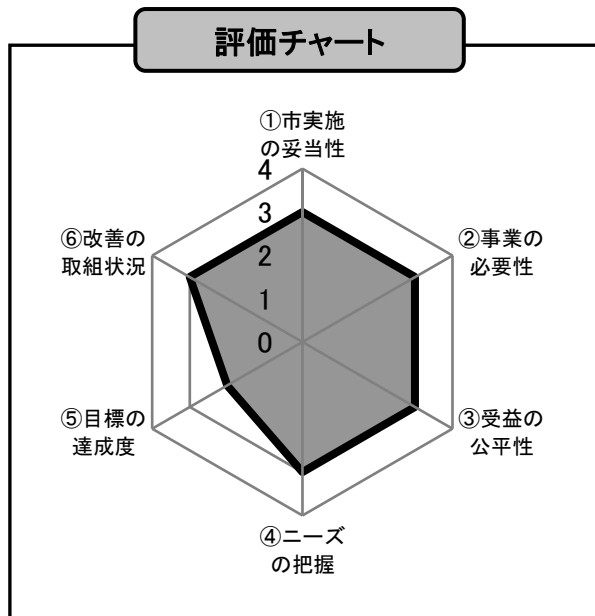 評価チャート
①市実施
の妥当性
4
3
2
1
0
②事業の
必要性
③受益の
公平性
④ニーズ
の把握
⑤目標の
達成度
⑥改善の
取組状況